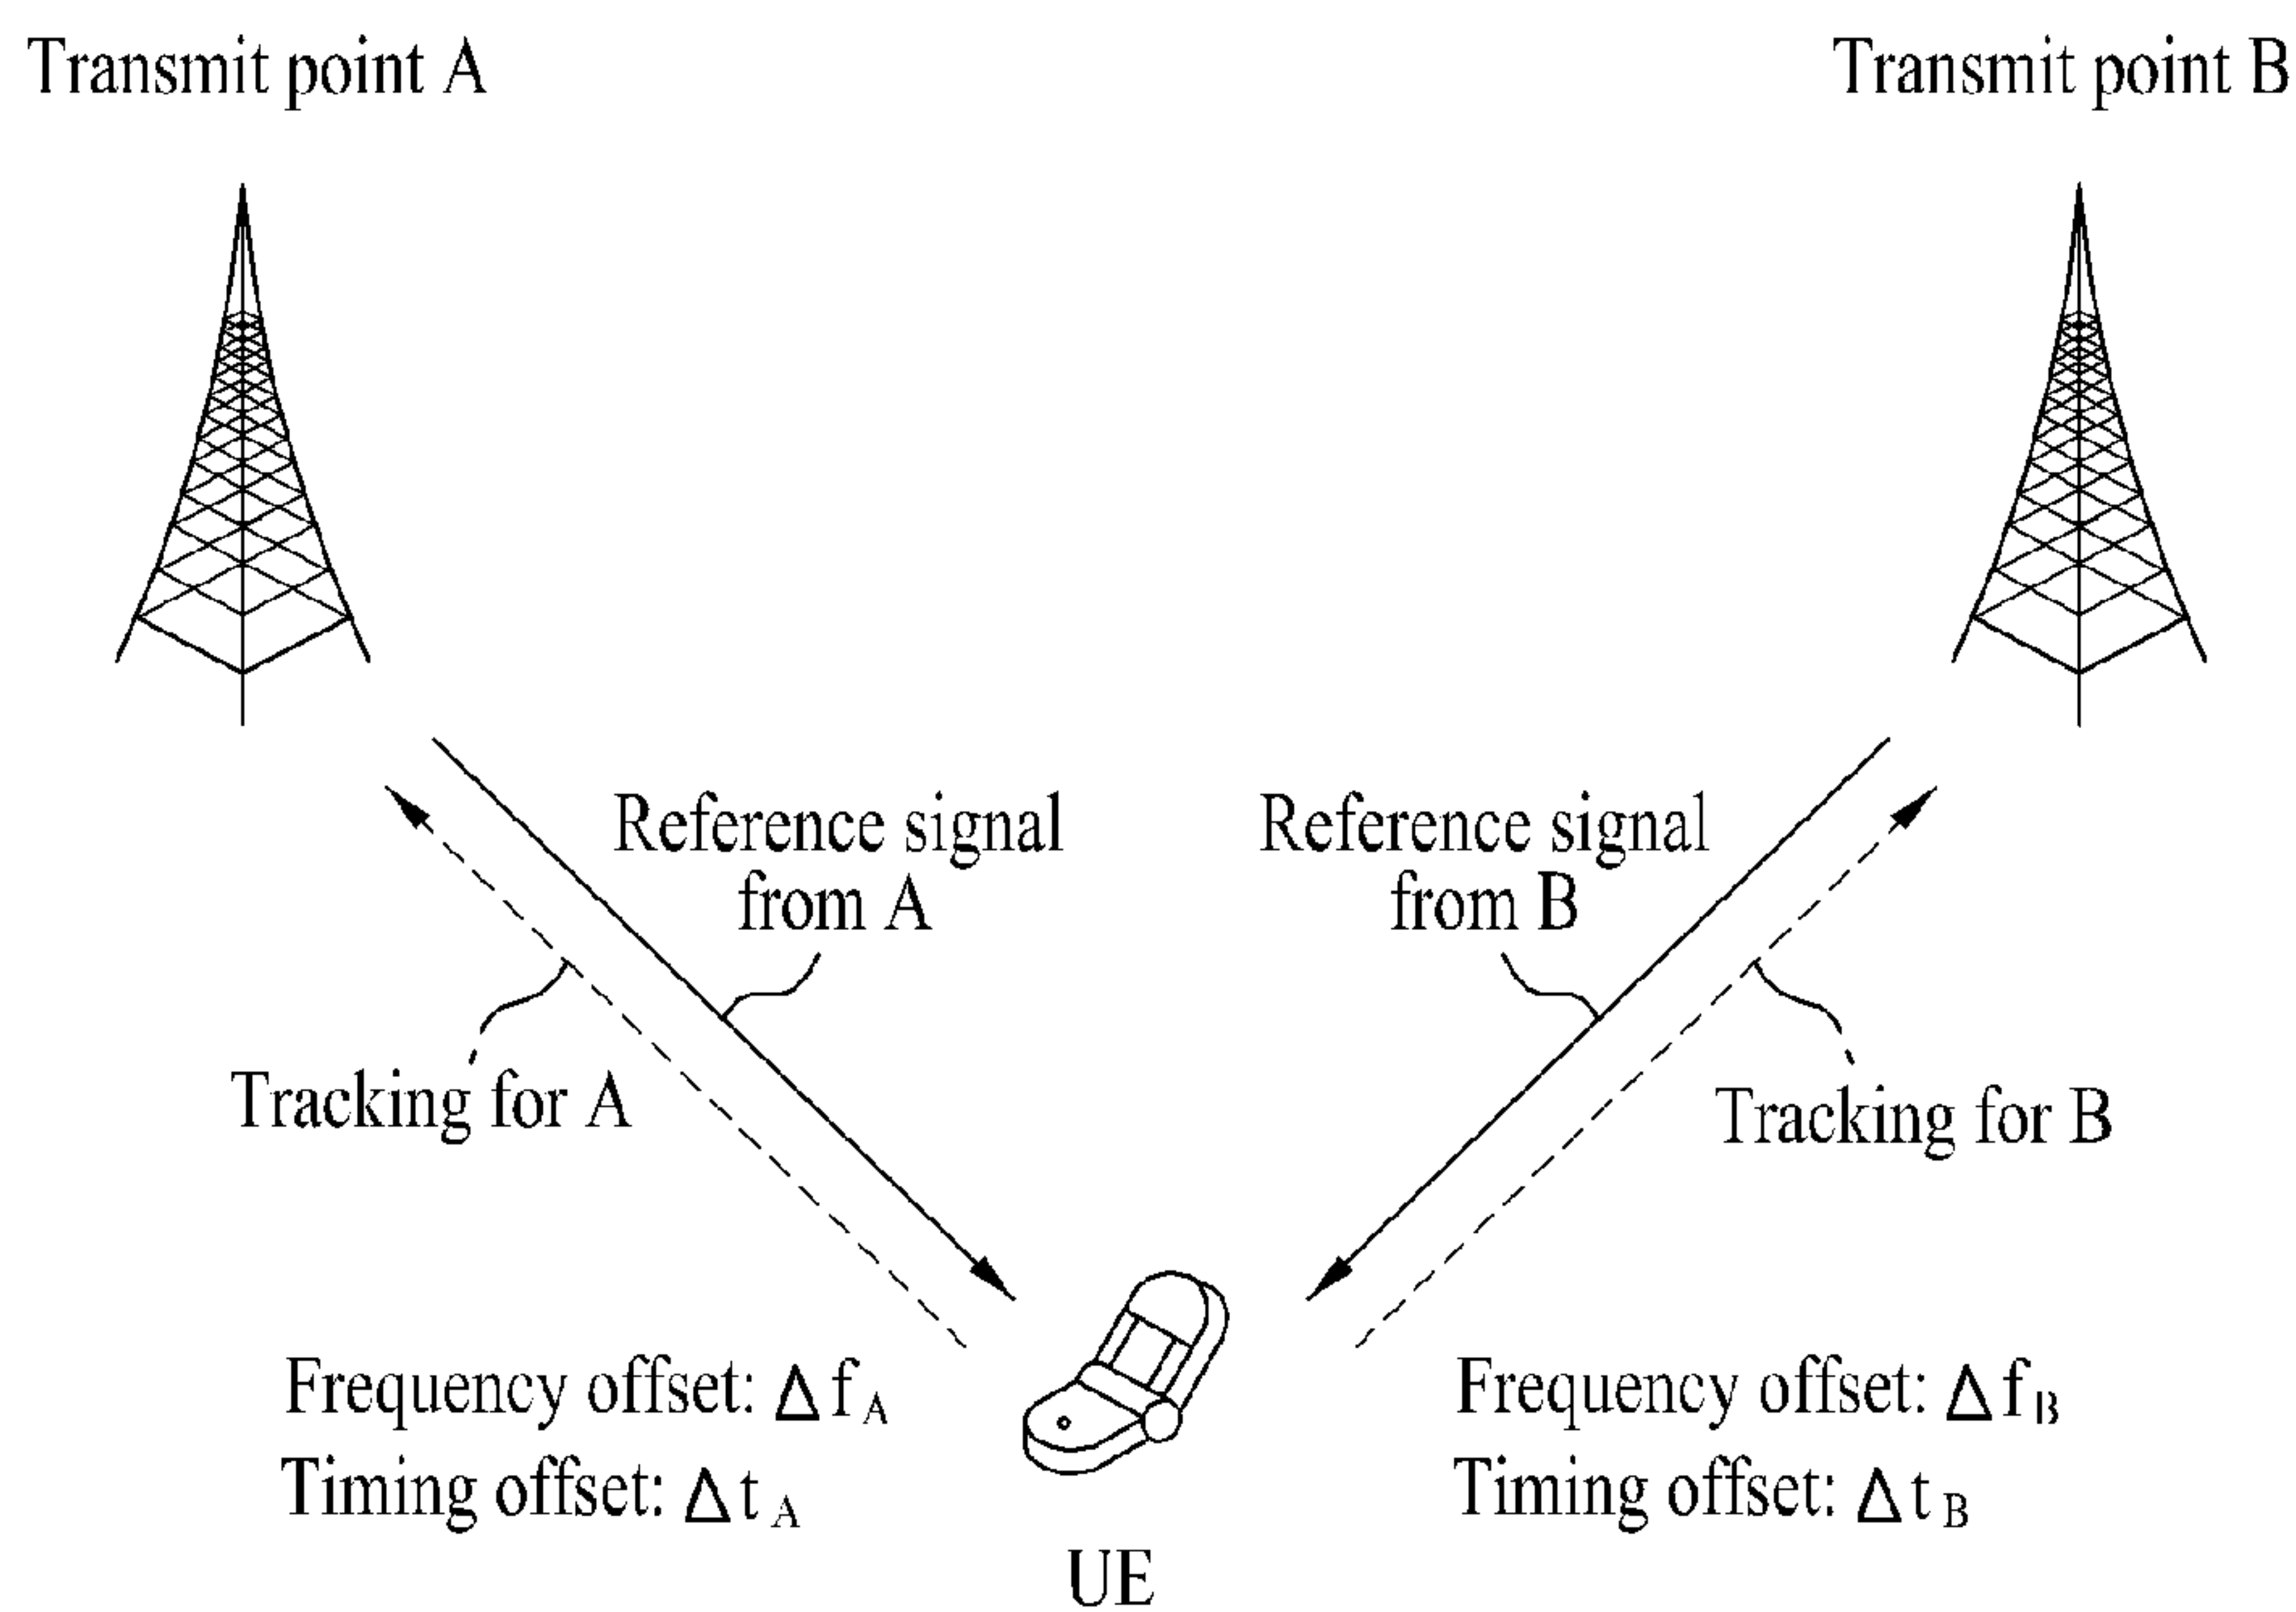 Transmit point A
Transmit point B
Reference signal
from A
Reference signal
from B
Tracking for A
Tracking for B
Frequency offset: Δ f A
Timing offset: Δ t A
Frequency offset: Δ f B
Timing offset: Δ t B
UE